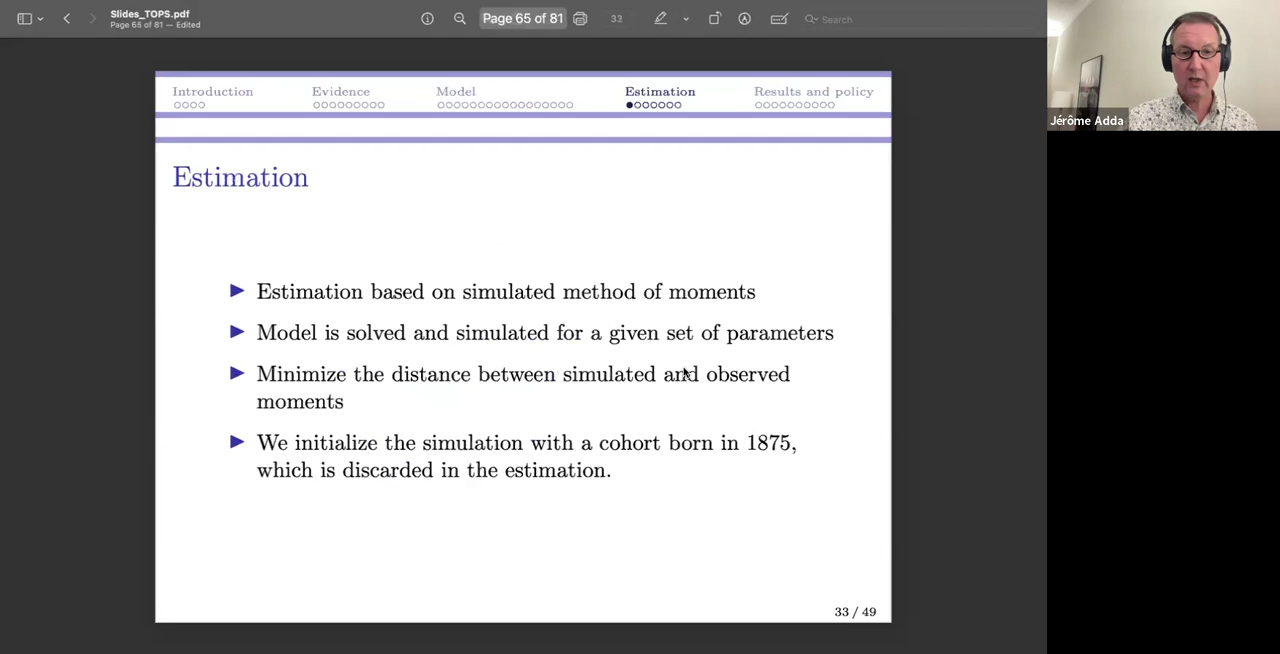 Slides_TOPS.pdf
Page 65 of 81 — Edited
Page 65 of 81
33
Search
Jérôme Adda
Introduction
Evidence
Model
Estimation
Results and policy
Estimation
Estimation based on simulated method of moments
Model is solved and simulated for a given set of parameters
Minimize the distance between simulated and observed
moments
We initialize the simulation with a cohort born in 1875,
which is discarded in the estimation.
33 / 49